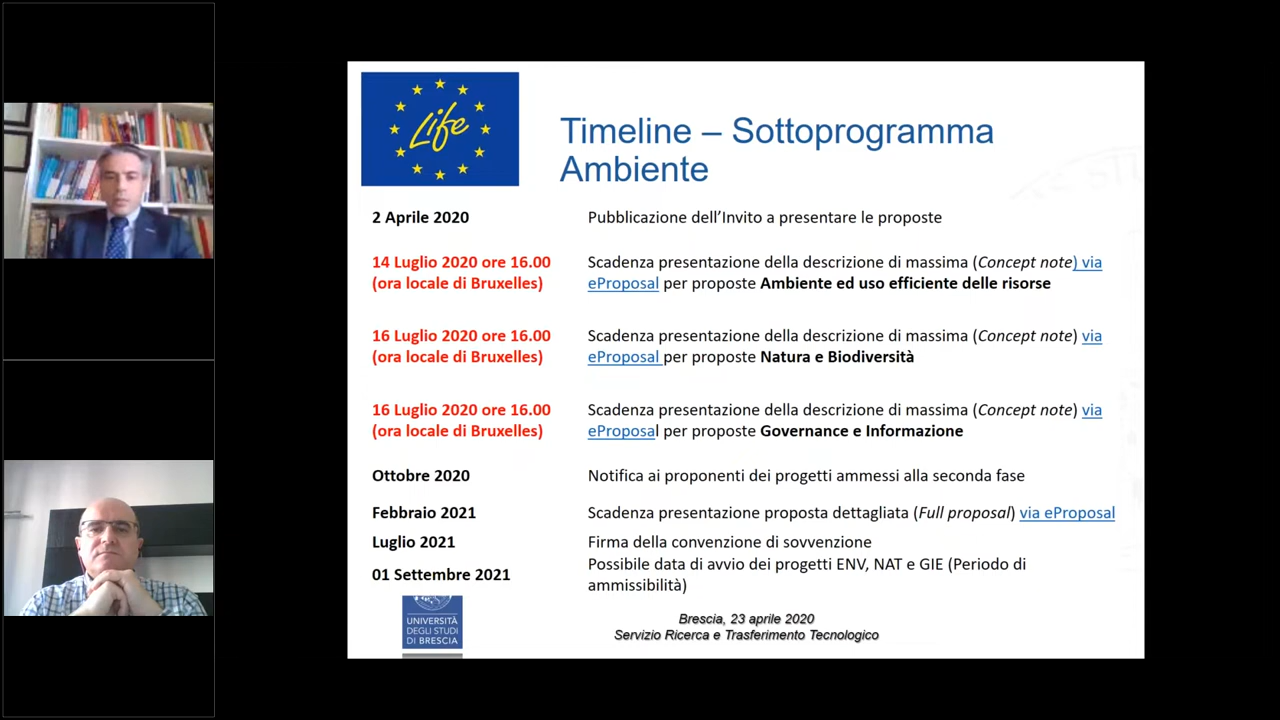 Life
Timeline – Sottoprogramma
Ambiente
2 Aprile 2020
Pubblicazione dell’Invito a presentare le proposte
14 Luglio 2020 ore 16.00
(ora locale di Bruxelles)
Scadenza presentazione della descrizione di massima (Concept note) via
eProposal per proposte Ambiente ed uso efficiente delle risorse
16 Luglio 2020 ore 16.00
(ora locale di Bruxelles)
Scadenza presentazione della descrizione di massima (Concept note) via
eProposal per proposte Natura e Biodiversità
16 Luglio 2020 ore 16.00
(ora locale di Bruxelles)
Scadenza presentazione della descrizione di massima (Concept note) via
eProposal per proposte Governance e Informazione
Ottobre 2020
Notifica ai proponenti dei progetti ammessi alla seconda fase
Febbraio 2021
Scadenza presentazione proposta dettagliata (Full proposal) via eProposal
Luglio 2021
Firma della convenzione di sovvenzione
01 Settembre 2021
Possibile data di avvio dei progetti ENV, NAT e GIE (Periodo di
ammissibilità)
UNIVERSITÀ
DEGLI STUDI
DI BRESCIA
Brescia, 23 aprile 2020
Servizio Ricerca e Trasferimento Tecnologico